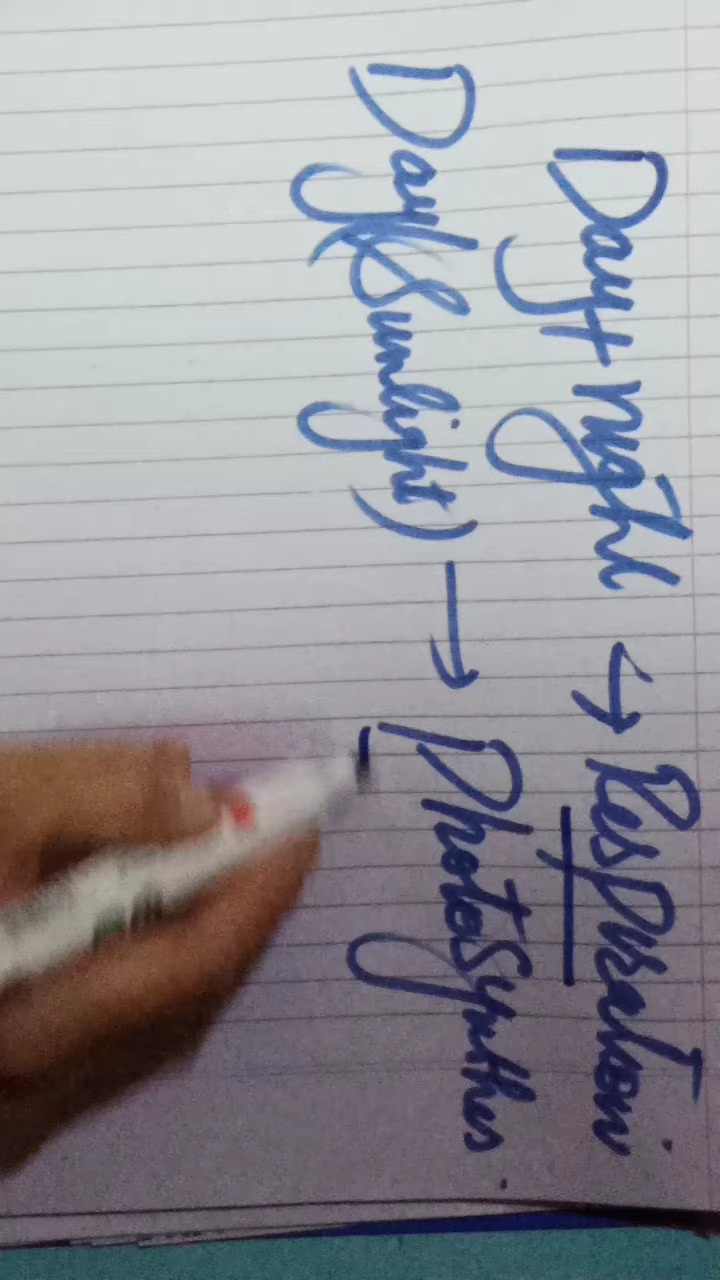 Day + night → Respiration
Day (Sunlight) → Photosynthesis